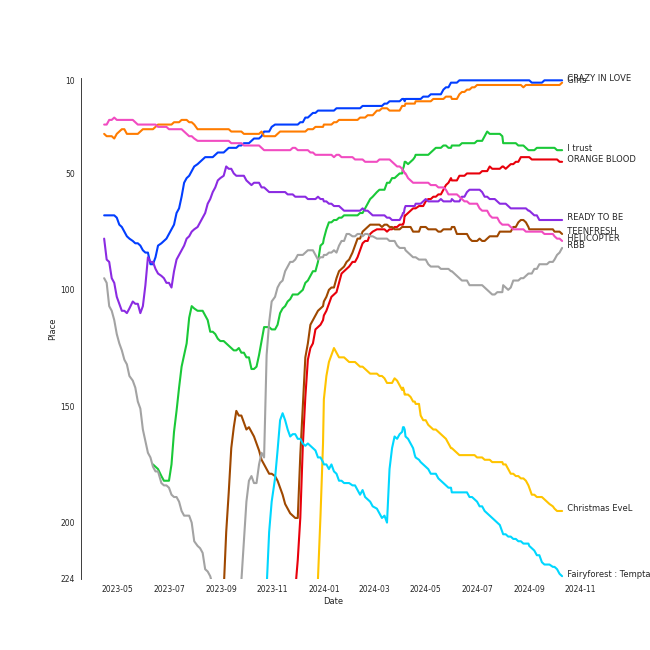 10
50
100
150
200
224
Place
2023-05
2023-07
2023-09
2023-11
2024-01
2024-03
2024-05
2024-07
2024-09
2024-11
Date
CRAZY IN LOVE
I trust
ORANGE BLOOD
READY TO BE
TEENFRESH
HELICOPTER
RBB
Christmas EveL
Fairyforest : Tempta